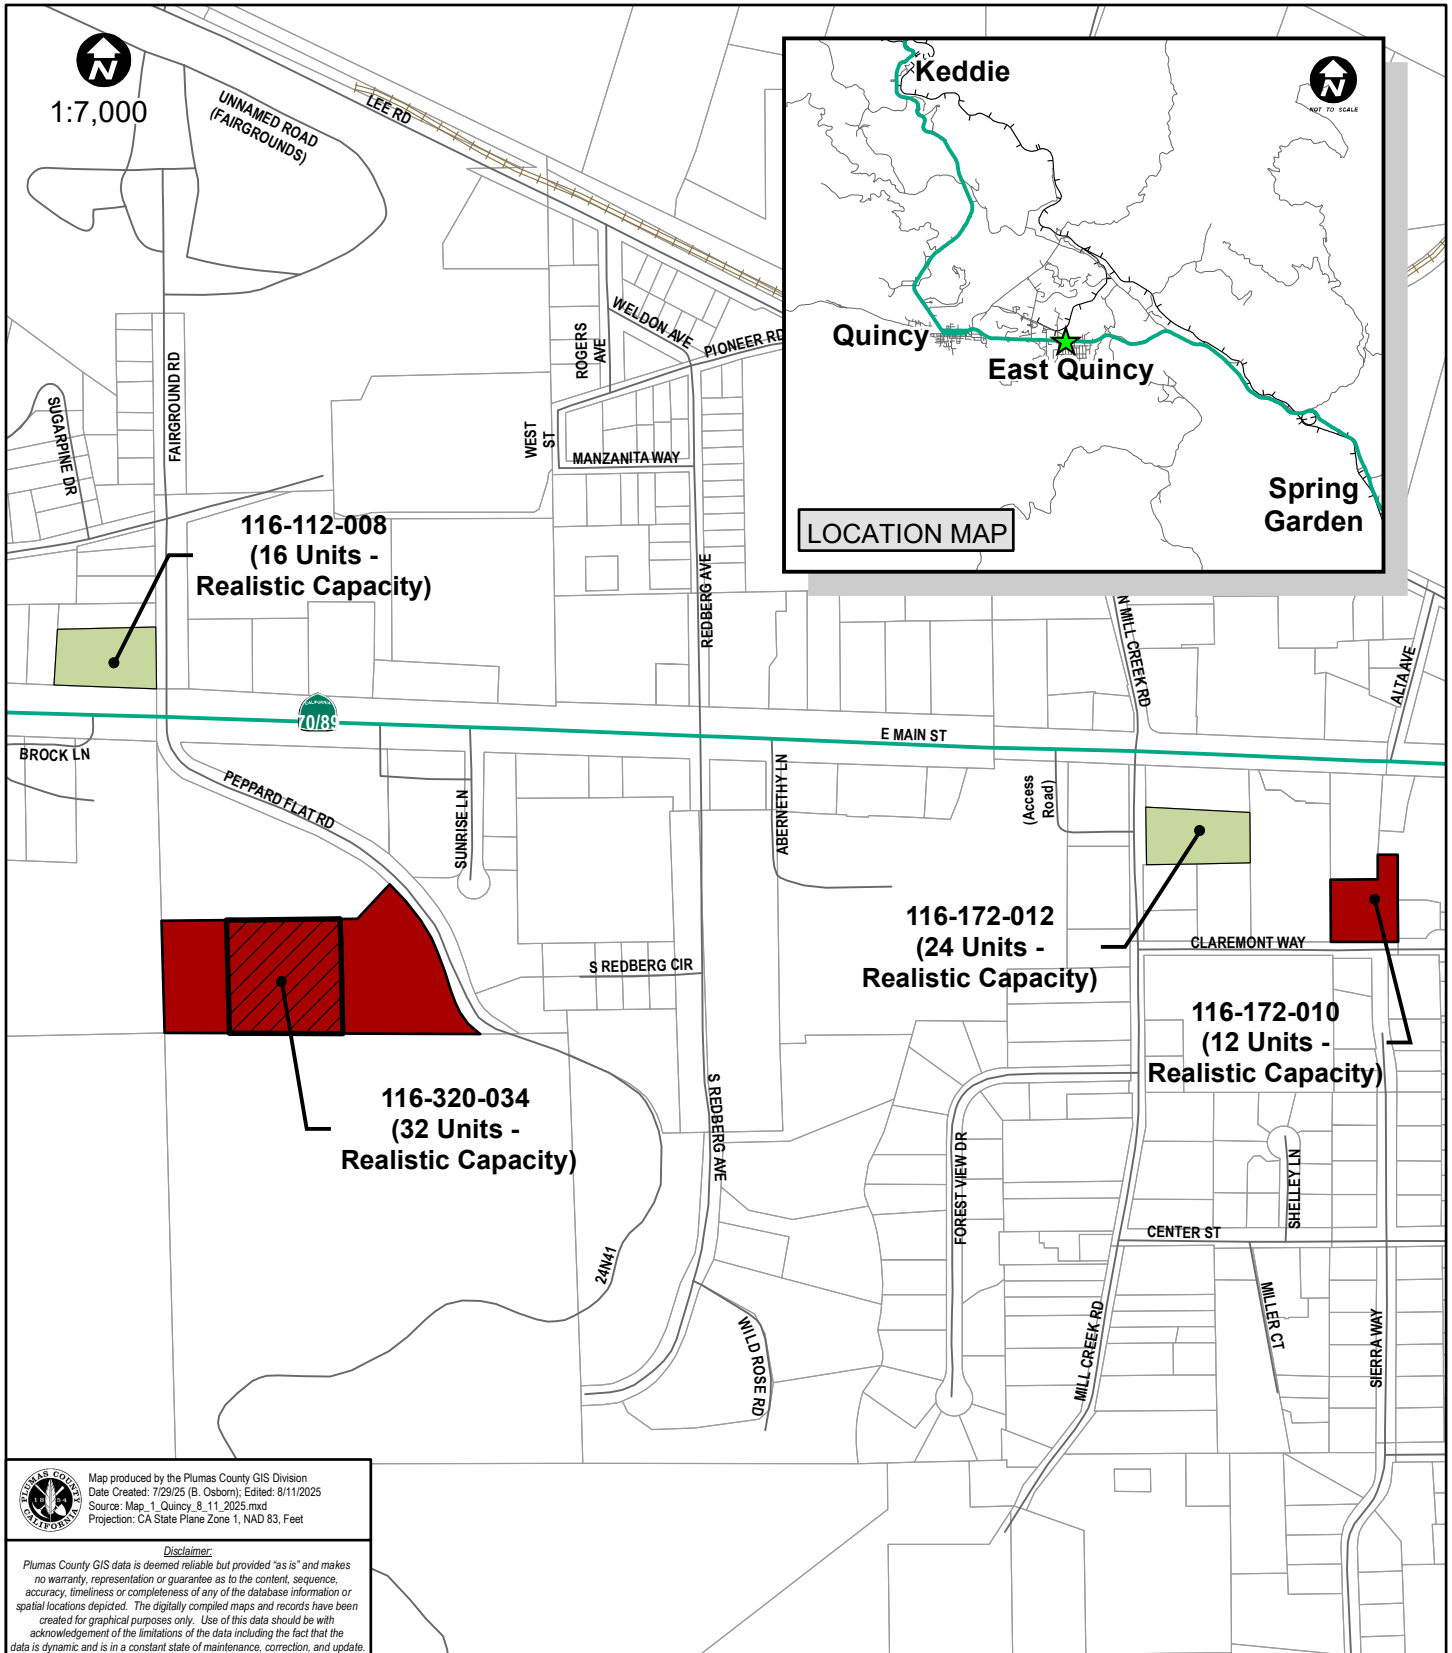 N
1:7,000
UNNAMED ROAD
(FAIRGROUNDS)
LEE RD
Keddie
N
NOT TO SCALE
Quincy
East Quincy
Spring
Garden
LOCATION MAP
ROGERS
AVE
WELDON AVE
PIONEER RD
FAIRGROUND RD
SUGARPINE DR
WEST
ST
MANZANITA WAY
116-112-008
(16 Units -
Realistic Capacity)
REDBERG AVE
N MILL CREEK RD
ALTA AVE
CALIFORNIA
70/89
E MAIN ST
BROCK LN
PEPPARD FLAT RD
SUNRISE LN
ABERNETHY LN
(Access
Road)
116-172-012
(24 Units -
Realistic Capacity)
CLAREMONT WAY
S REDBERG CIR
116-172-010
(12 Units -
Realistic Capacity)
116-320-034
(32 Units -
Realistic Capacity)
S REDBERG AVE
FOREST VIEW DR
SHELLEY LN
CENTER ST
24N41
MILLER CT
WILD ROSE RD
MILL CREEK RD
SIERRA WAY
PLUMAS COUNTY
1854
CALIFORNIA
Map produced by the Plumas County GIS Division
Date Created: 7/29/25 (B. Osborn); Edited: 8/11/2025
Source: Map_1_Quincy_8_11_2025.mxd
Projection: CA State Plane Zone 1, NAD 83, Feet
Disclaimer:
Plumas County GIS data is deemed reliable but provided "as is" and makes
no warranty, representation or guarantee as to the content, sequence,
accuracy, timeliness or completeness of any of the database information or
spatial locations depicted. The digitally compiled maps and records have been
created for graphical purposes only. Use of this data should be with
acknowledgement of the limitations of the data including the fact that the
data is dynamic and is in a constant state of maintenance, correction, and update.